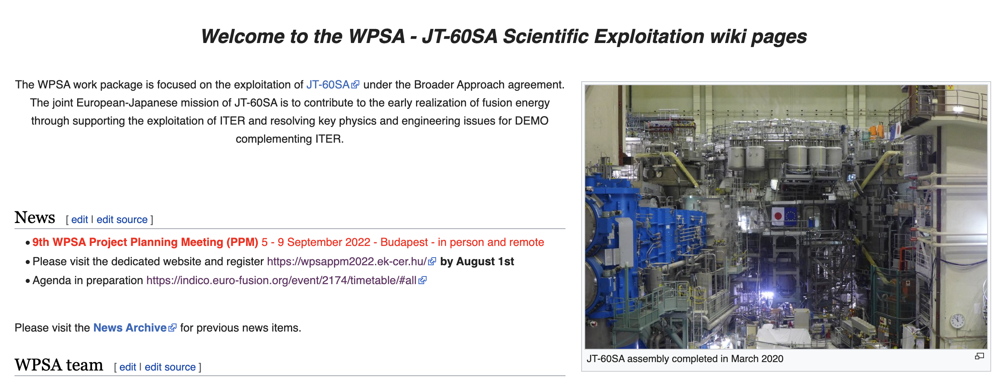 Welcome to the WPSA - JT-60SA Scientific Exploitation wiki pages
The WPSA work package is focused on the exploitation of JT-60SA under the Broader Approach agreement.
The joint European-Japanese mission of JT-60SA is to contribute to the early realization of fusion energy
through supporting the exploitation of ITER and resolving key physics and engineering issues for DEMO
complementing ITER.
News [ edit | edit source ]
• 9th WPSA Project Planning Meeting (PPM) 5 - 9 September 2022 - Budapest - in person and remote
• Please visit the dedicated website and register https://wpsappm2022.ek-cer.hu/ by August 1st
• Agenda in preparation https://indico.euro-fusion.org/event/2174/timetable/#all
Please visit the News Archive for previous news items.
WPSA team [ edit | edit source ]
JT-60SA assembly completed in March 2020